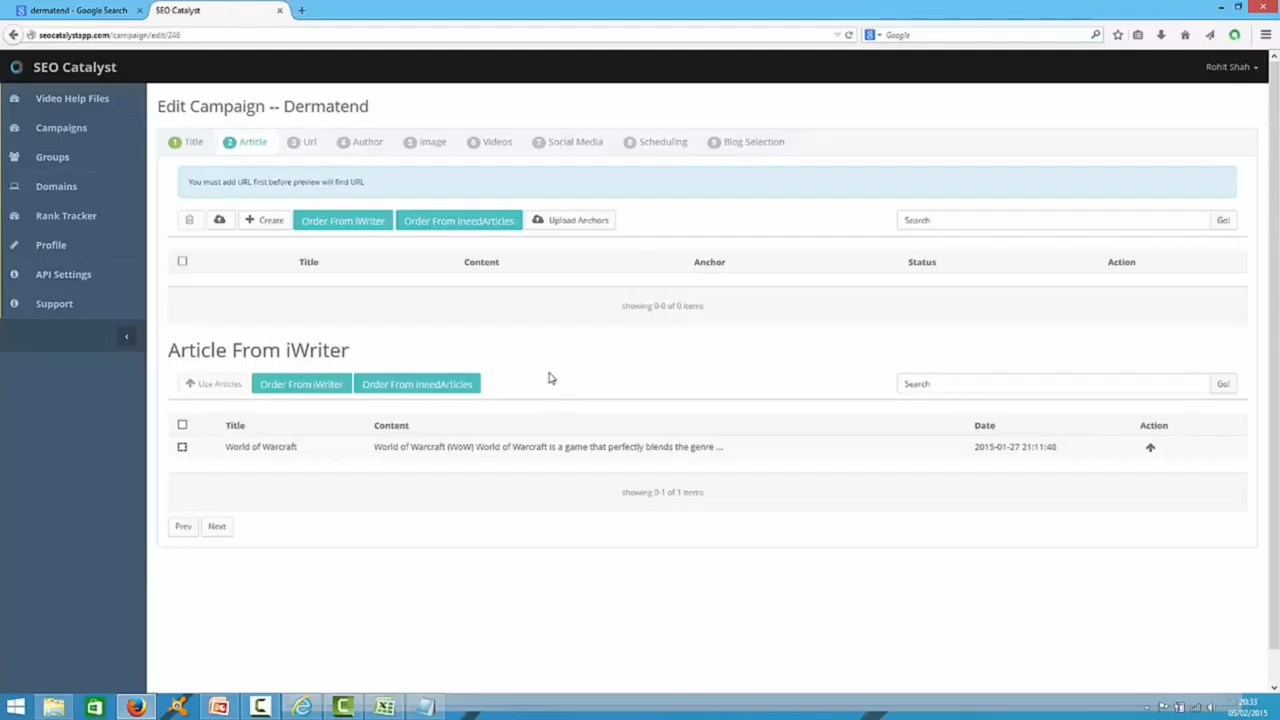 dermatend - Google Search
SEO Catalyst
seocatalystapp.com/campaign/edit/246
Google
SEO Catalyst
Rohit Shah
Video Help Files
Campaigns
Groups
Domains
Rank Tracker
Profile
API Settings
Support
Edit Campaign -- Dermatend
1 Title
2 Article
3 Url
4 Author
5 Image
6 Videos
7 Social Media
8 Scheduling
9 Blog Selection
You must add URL first before preview will find URL
Create
Order From iWriter
Order From IneedArticles
Upload Anchors
Search
Go!
Title Content Anchor Status Action
showing 0-0 of 0 items
Article From iWriter
Use Articles
Order From iWriter
Order From IneedArticles
Search
Go!
Title Content Date Action
World of Warcraft World of Warcraft (WoW) World of Warcraft is a game that perfectly blends the genre ... 2015-01-27 21:11:48
showing 0-1 of 1 items
Prev Next
20:33
05/02/2015